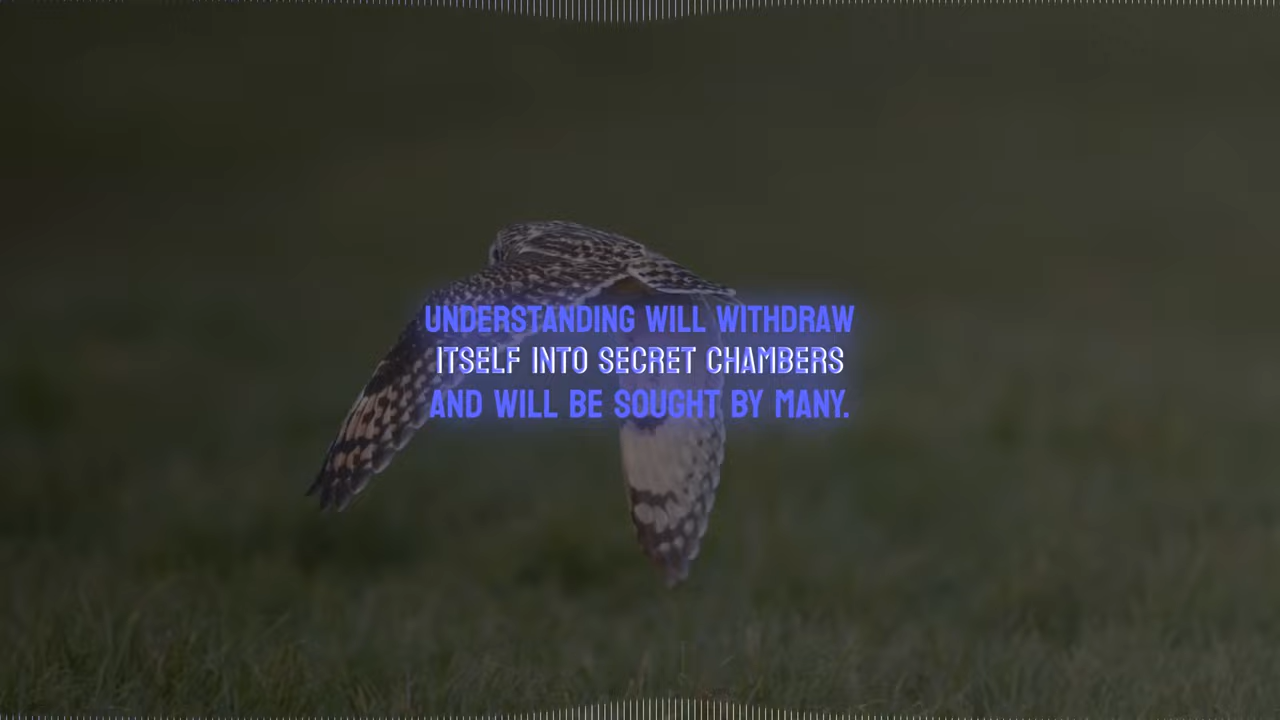 UNDERSTANDING WILL WITHDRAW
ITSELF INTO SECRET CHAMBERS
AND WILL BE SOUGHT BY MANY.